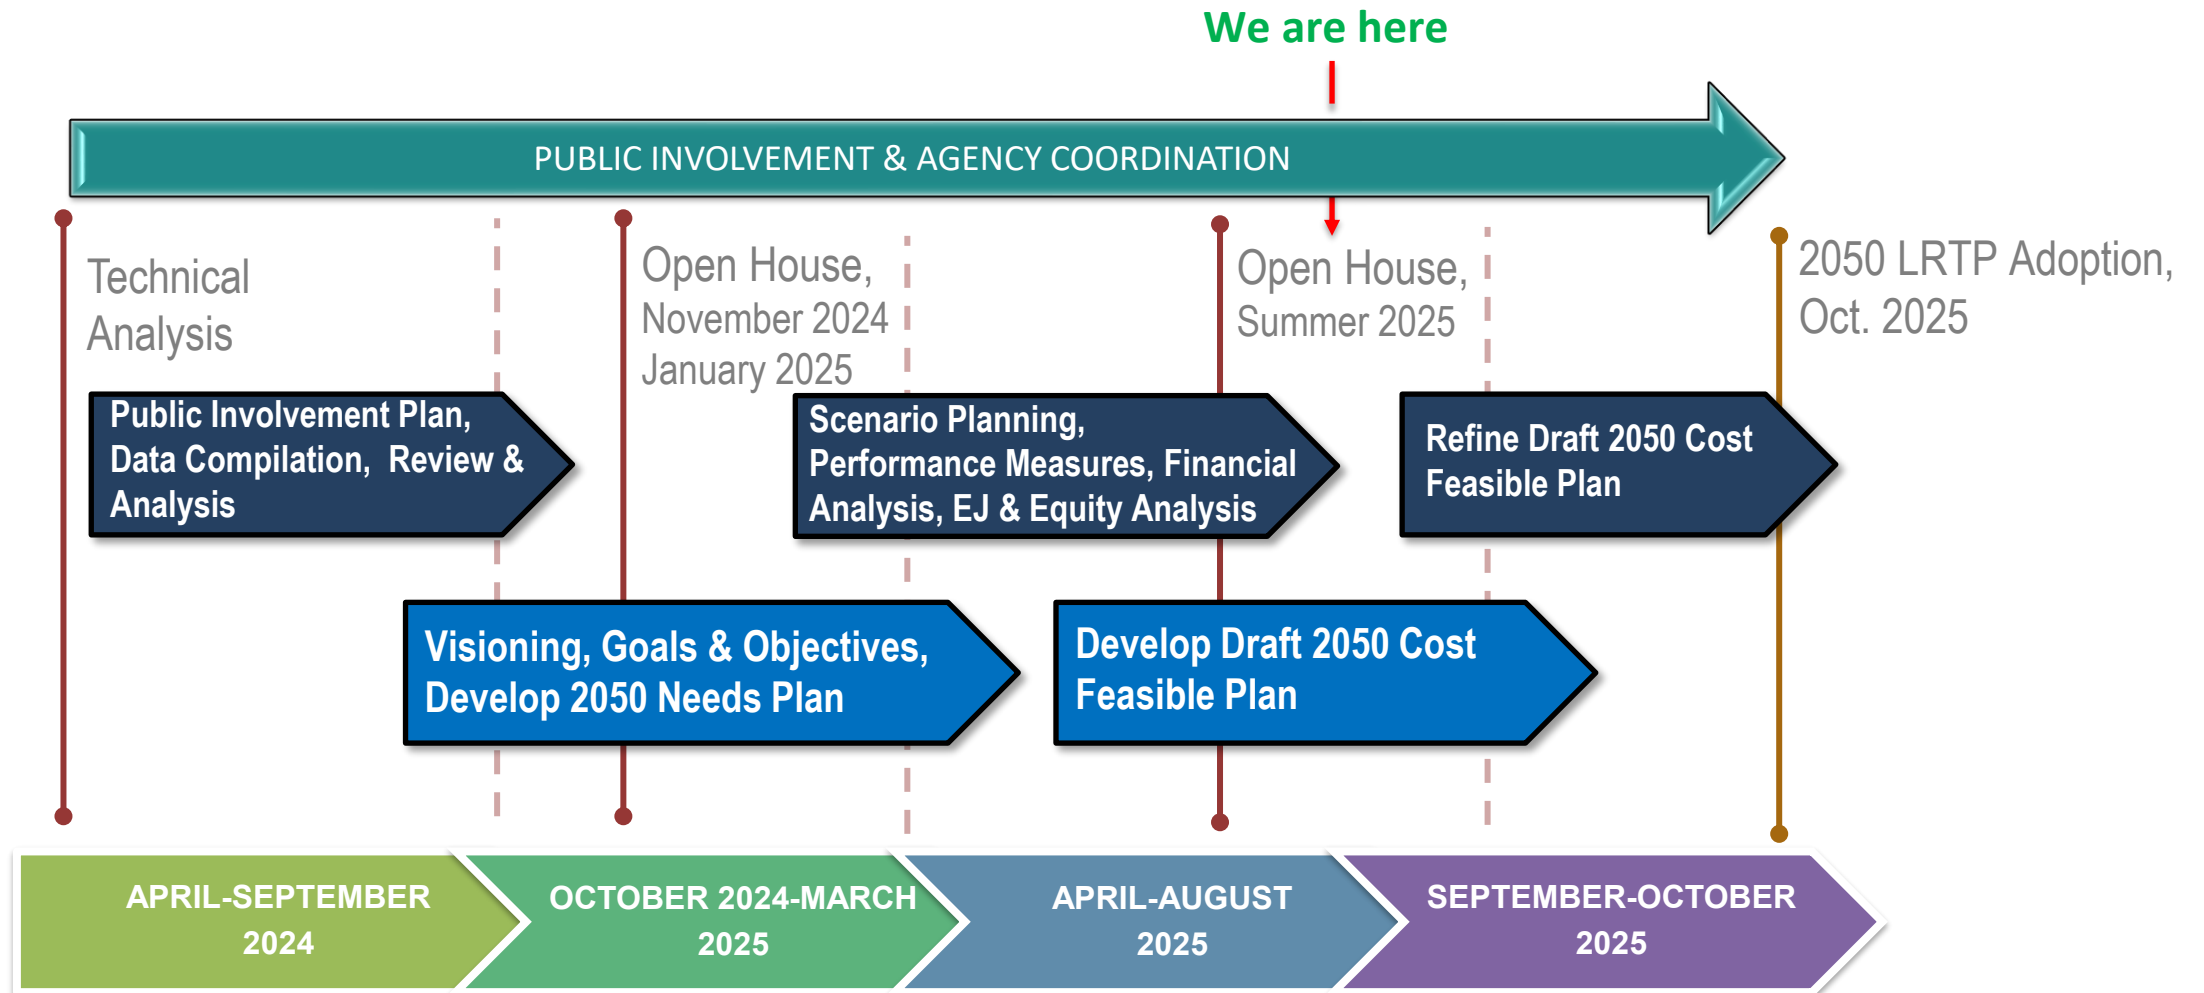 We are here
PUBLIC INVOLVEMENT & AGENCY COORDINATION
Technical
Analysis
Open House,
November 2024
January 2025
Open House,
Summer 2025
2050 LRTP Adoption,
Oct. 2025
Public Involvement Plan,
Data Compilation, Review &
Analysis
Scenario Planning,
Performance Measures, Financial
Analysis, EJ & Equity Analysis
Refine Draft 2050 Cost
Feasible Plan
Visioning, Goals & Objectives,
Develop 2050 Needs Plan
Develop Draft 2050 Cost
Feasible Plan
APRIL-SEPTEMBER
2024
OCTOBER 2024-MARCH
2025
APRIL-AUGUST
2025
SEPTEMBER-OCTOBER
2025